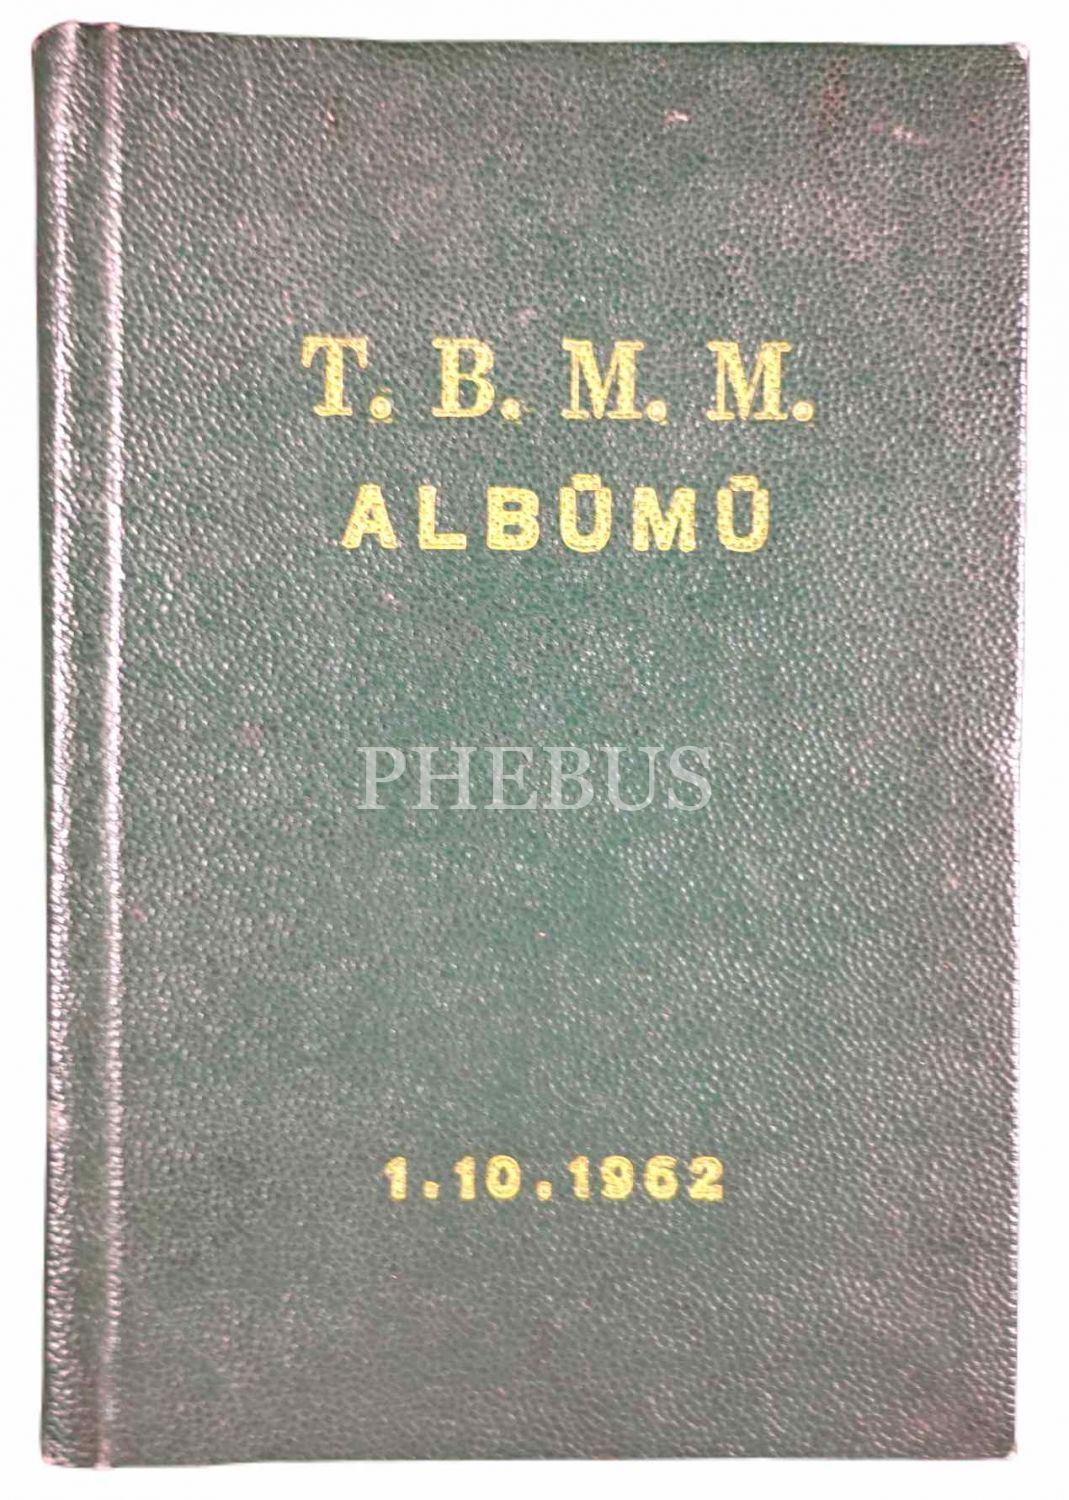 T. B. M. M.
ALBÜMÜ
PHEBUS
1.10.1962